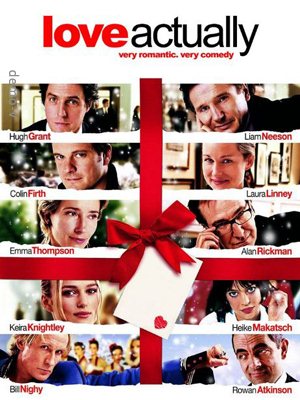 love actually
very romantic. very comedy
Hugh Grant
Liam Neeson
Colin Firth
Laura Linney
Emma Thompson
Alan Rickman
Keira Knightley
Heike Makatsch
Bill Nighy
Rowan Atkinson